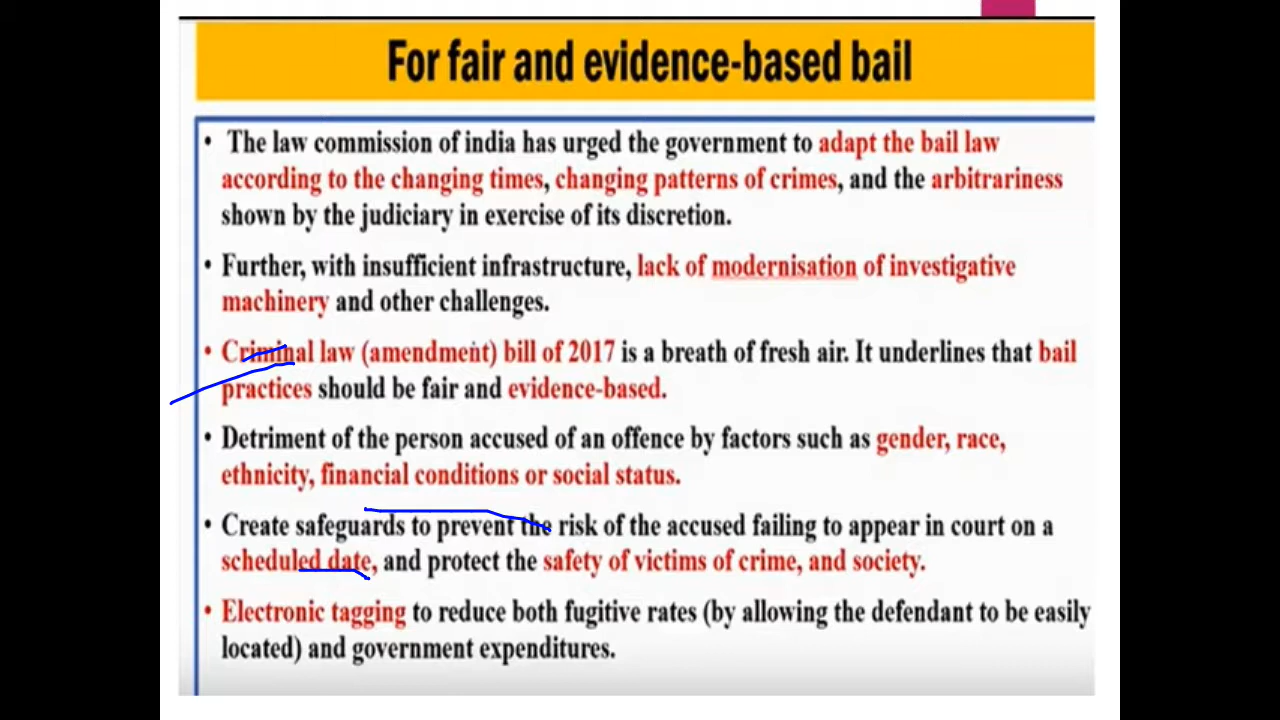 For fair and evidence-based bail
• The law commission of india has urged the government to adapt the bail law
according to the changing times, changing patterns of crimes, and the arbitrariness
shown by the judiciary in exercise of its discretion.
• Further, with insufficient infrastructure, lack of modernisation of investigative
machinery and other challenges.
• Criminal law (amendment) bill of 2017 is a breath of fresh air. It underlines that bail
practices should be fair and evidence-based.
• Detriment of the person accused of an offence by factors such as gender, race,
ethnicity, financial conditions or social status.
• Create safeguards to prevent the risk of the accused failing to appear in court on a
scheduled date, and protect the safety of victims of crime, and society.
• Electronic tagging to reduce both fugitive rates (by allowing the defendant to be easily
located) and government expenditures.